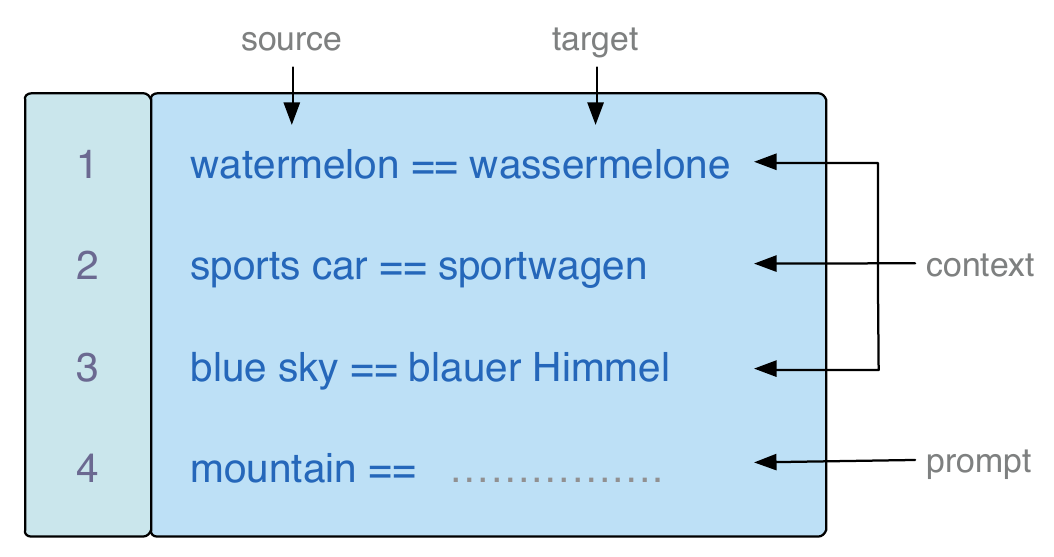 source target
1 watermelon == wassermelone
2 sports car == sportwagen
context
3 blue sky == blauer Himmel
4 mountain == ................
prompt